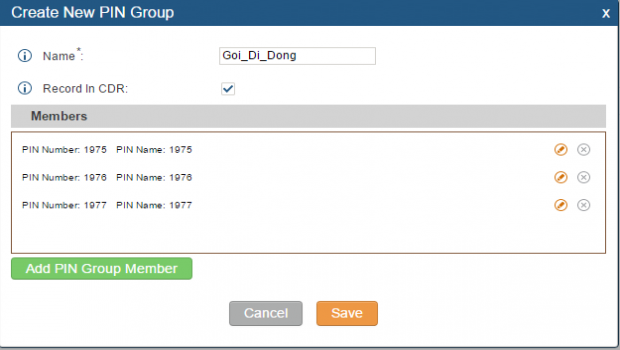 Create New PIN Group x
Name*: Goi_Di_Dong
Record In CDR:
Members
PIN Number: 1975 PIN Name: 1975
PIN Number: 1976 PIN Name: 1976
PIN Number: 1977 PIN Name: 1977
Add PIN Group Member
Cancel Save